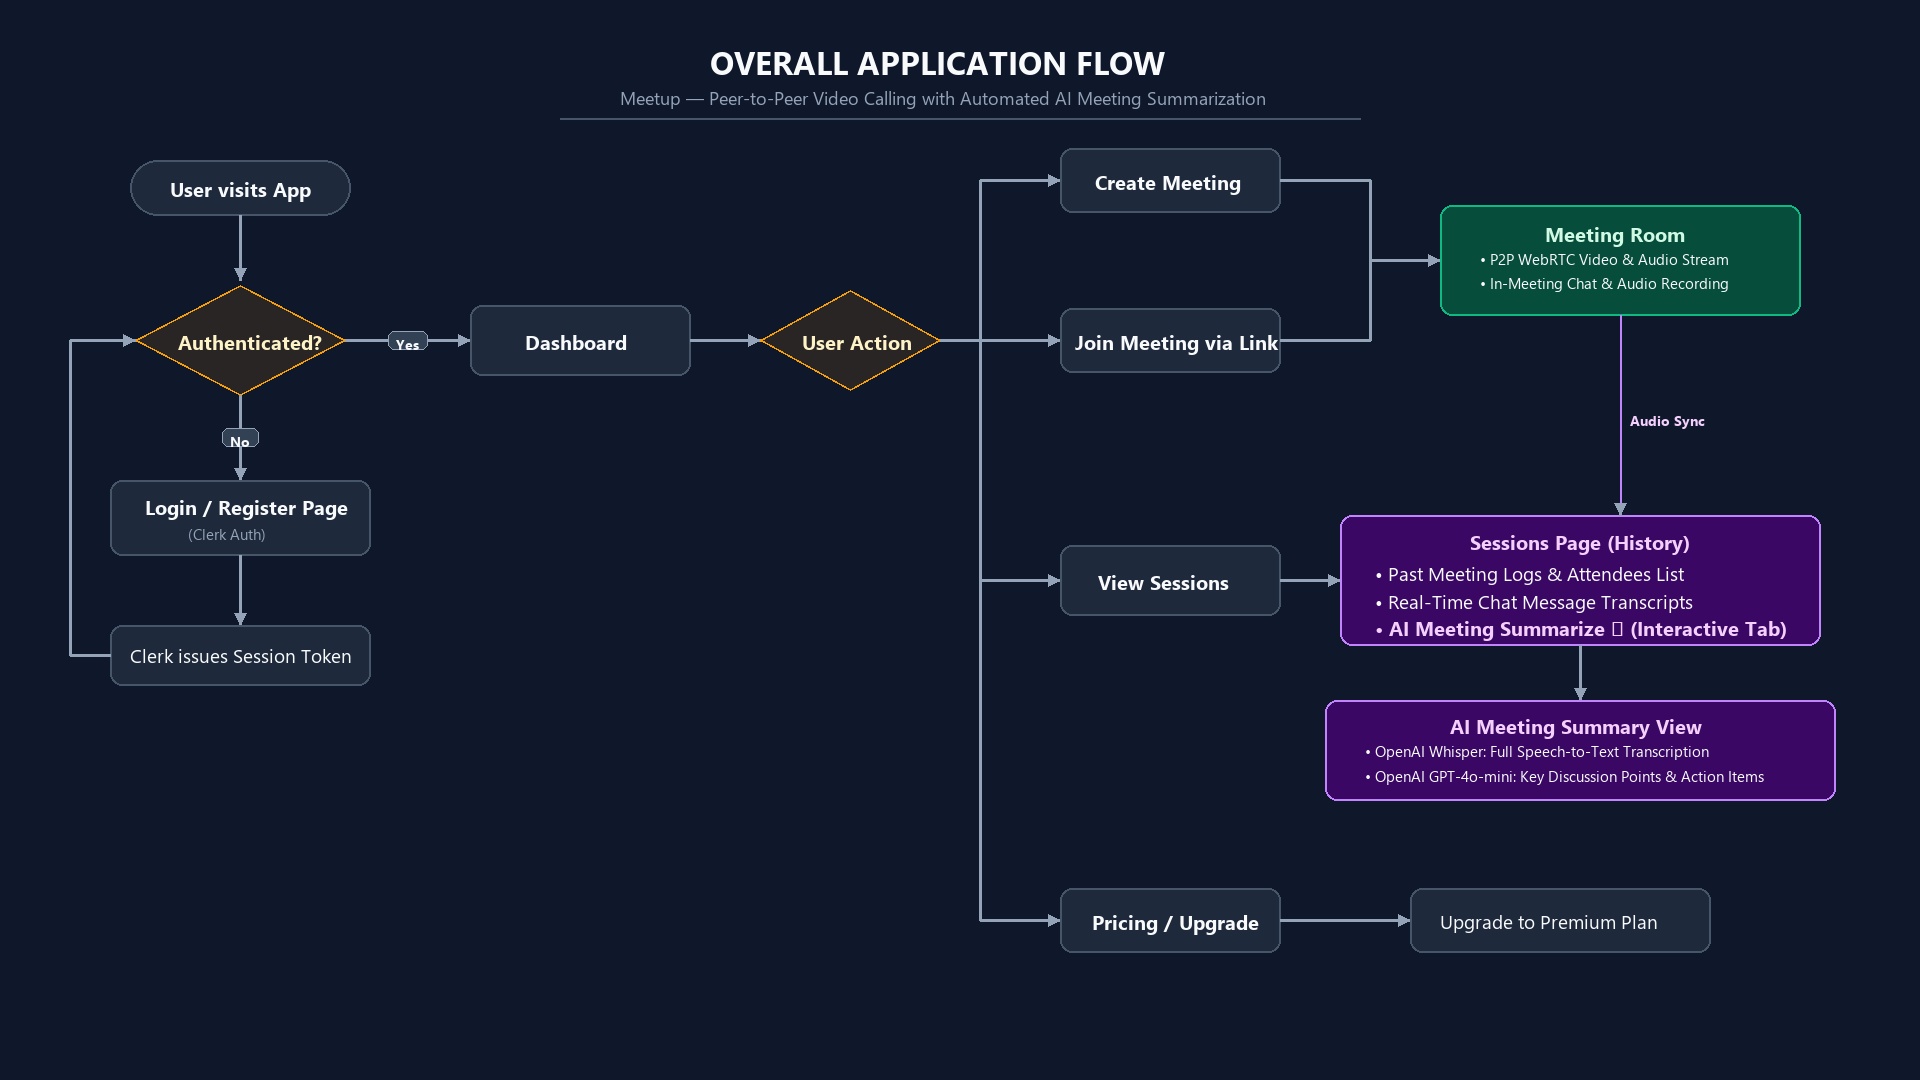 OVERALL APPLICATION FLOW
Meetup — Peer-to-Peer Video Calling with Automated AI Meeting Summarization
User visits App
Authenticated?
Yes
No
Login / Register Page
(Clerk Auth)
Clerk issues Session Token
Dashboard
User Action
Create Meeting
Join Meeting via Link
View Sessions
Pricing / Upgrade
Meeting Room
• P2P WebRTC Video & Audio Stream
• In-Meeting Chat & Audio Recording
Audio Sync
Sessions Page (History)
• Past Meeting Logs & Attendees List
• Real-Time Chat Message Transcripts
• AI Meeting Summarize (Interactive Tab)
AI Meeting Summary View
• OpenAI Whisper: Full Speech-to-Text Transcription
• OpenAI GPT-4o-mini: Key Discussion Points & Action Items
Upgrade to Premium Plan